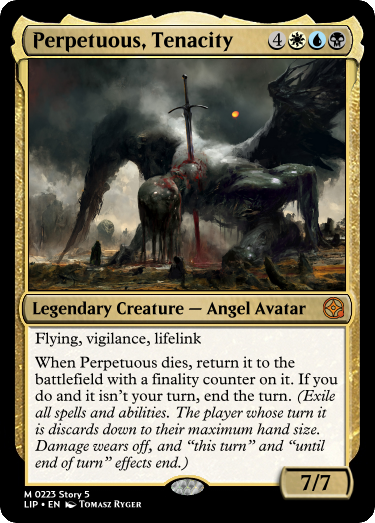 Perpetuous, Tenacity 4
Legendary Creature — Angel Avatar
Flying, vigilance, lifelink
When Perpetuous dies, return it to the
battlefield with a finality counter on it. If you
do and it isn't your turn, end the turn. (Exile
all spells and abilities. The player whose turn it
is discards down to their maximum hand size.
Damage wears off, and “this turn” and “until
end of turn” effects end.)
7/7
M 0223 Story 5
LIP • EN Tomasz Ryger